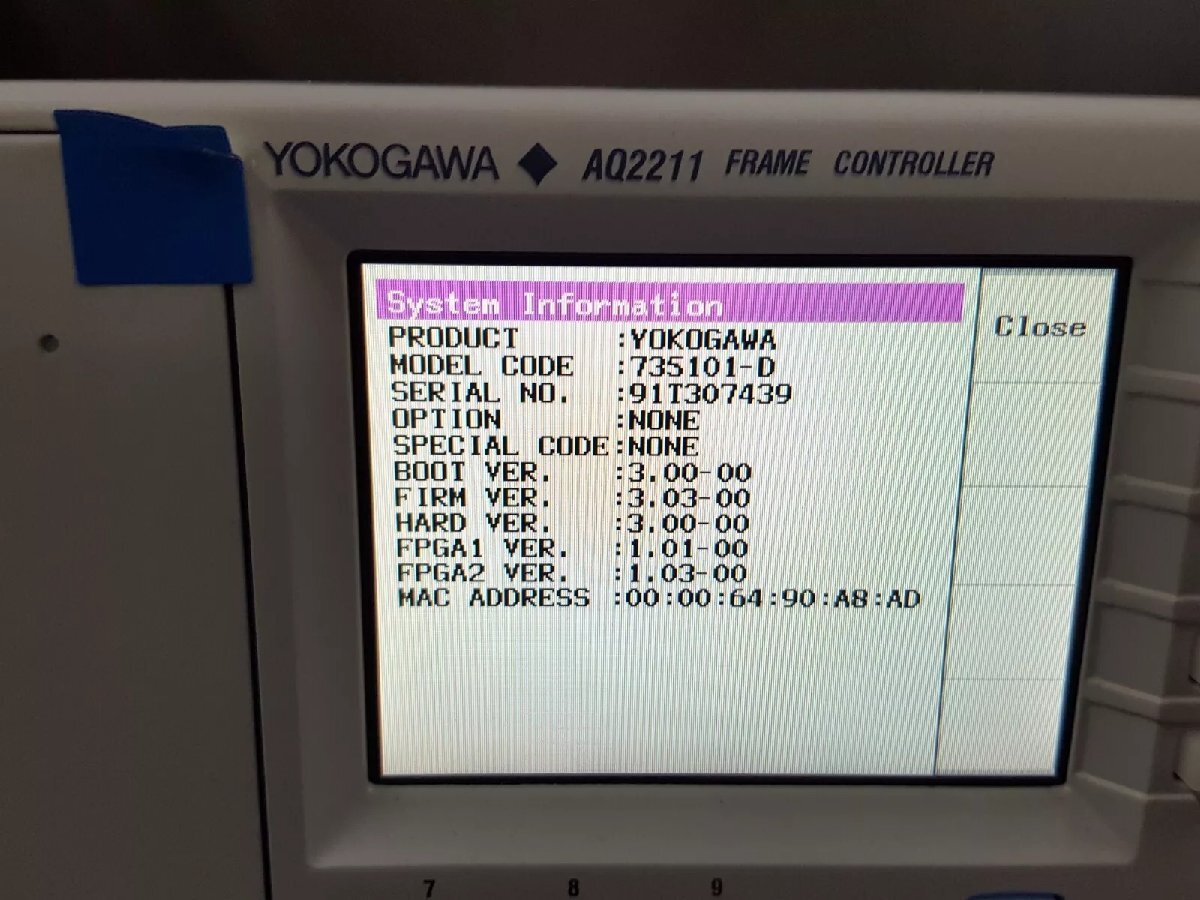 YOKOGAWA ◆ AQ2211 FRAME CONTROLLER
System Information
Close
PRODUCT :YOKOGAWA
MODEL CODE :735101-D
SERIAL NO. :91T307439
OPTION :NONE
SPECIAL CODE:NONE
BOOT VER. :3.00-00
FIRM VER. :3.03-00
HARD VER. :3.00-00
FPGA1 VER. :1.01-00
FPGA2 VER. :1.03-00
MAC ADDRESS :00:00:64:90:A8:AD
7 8 9